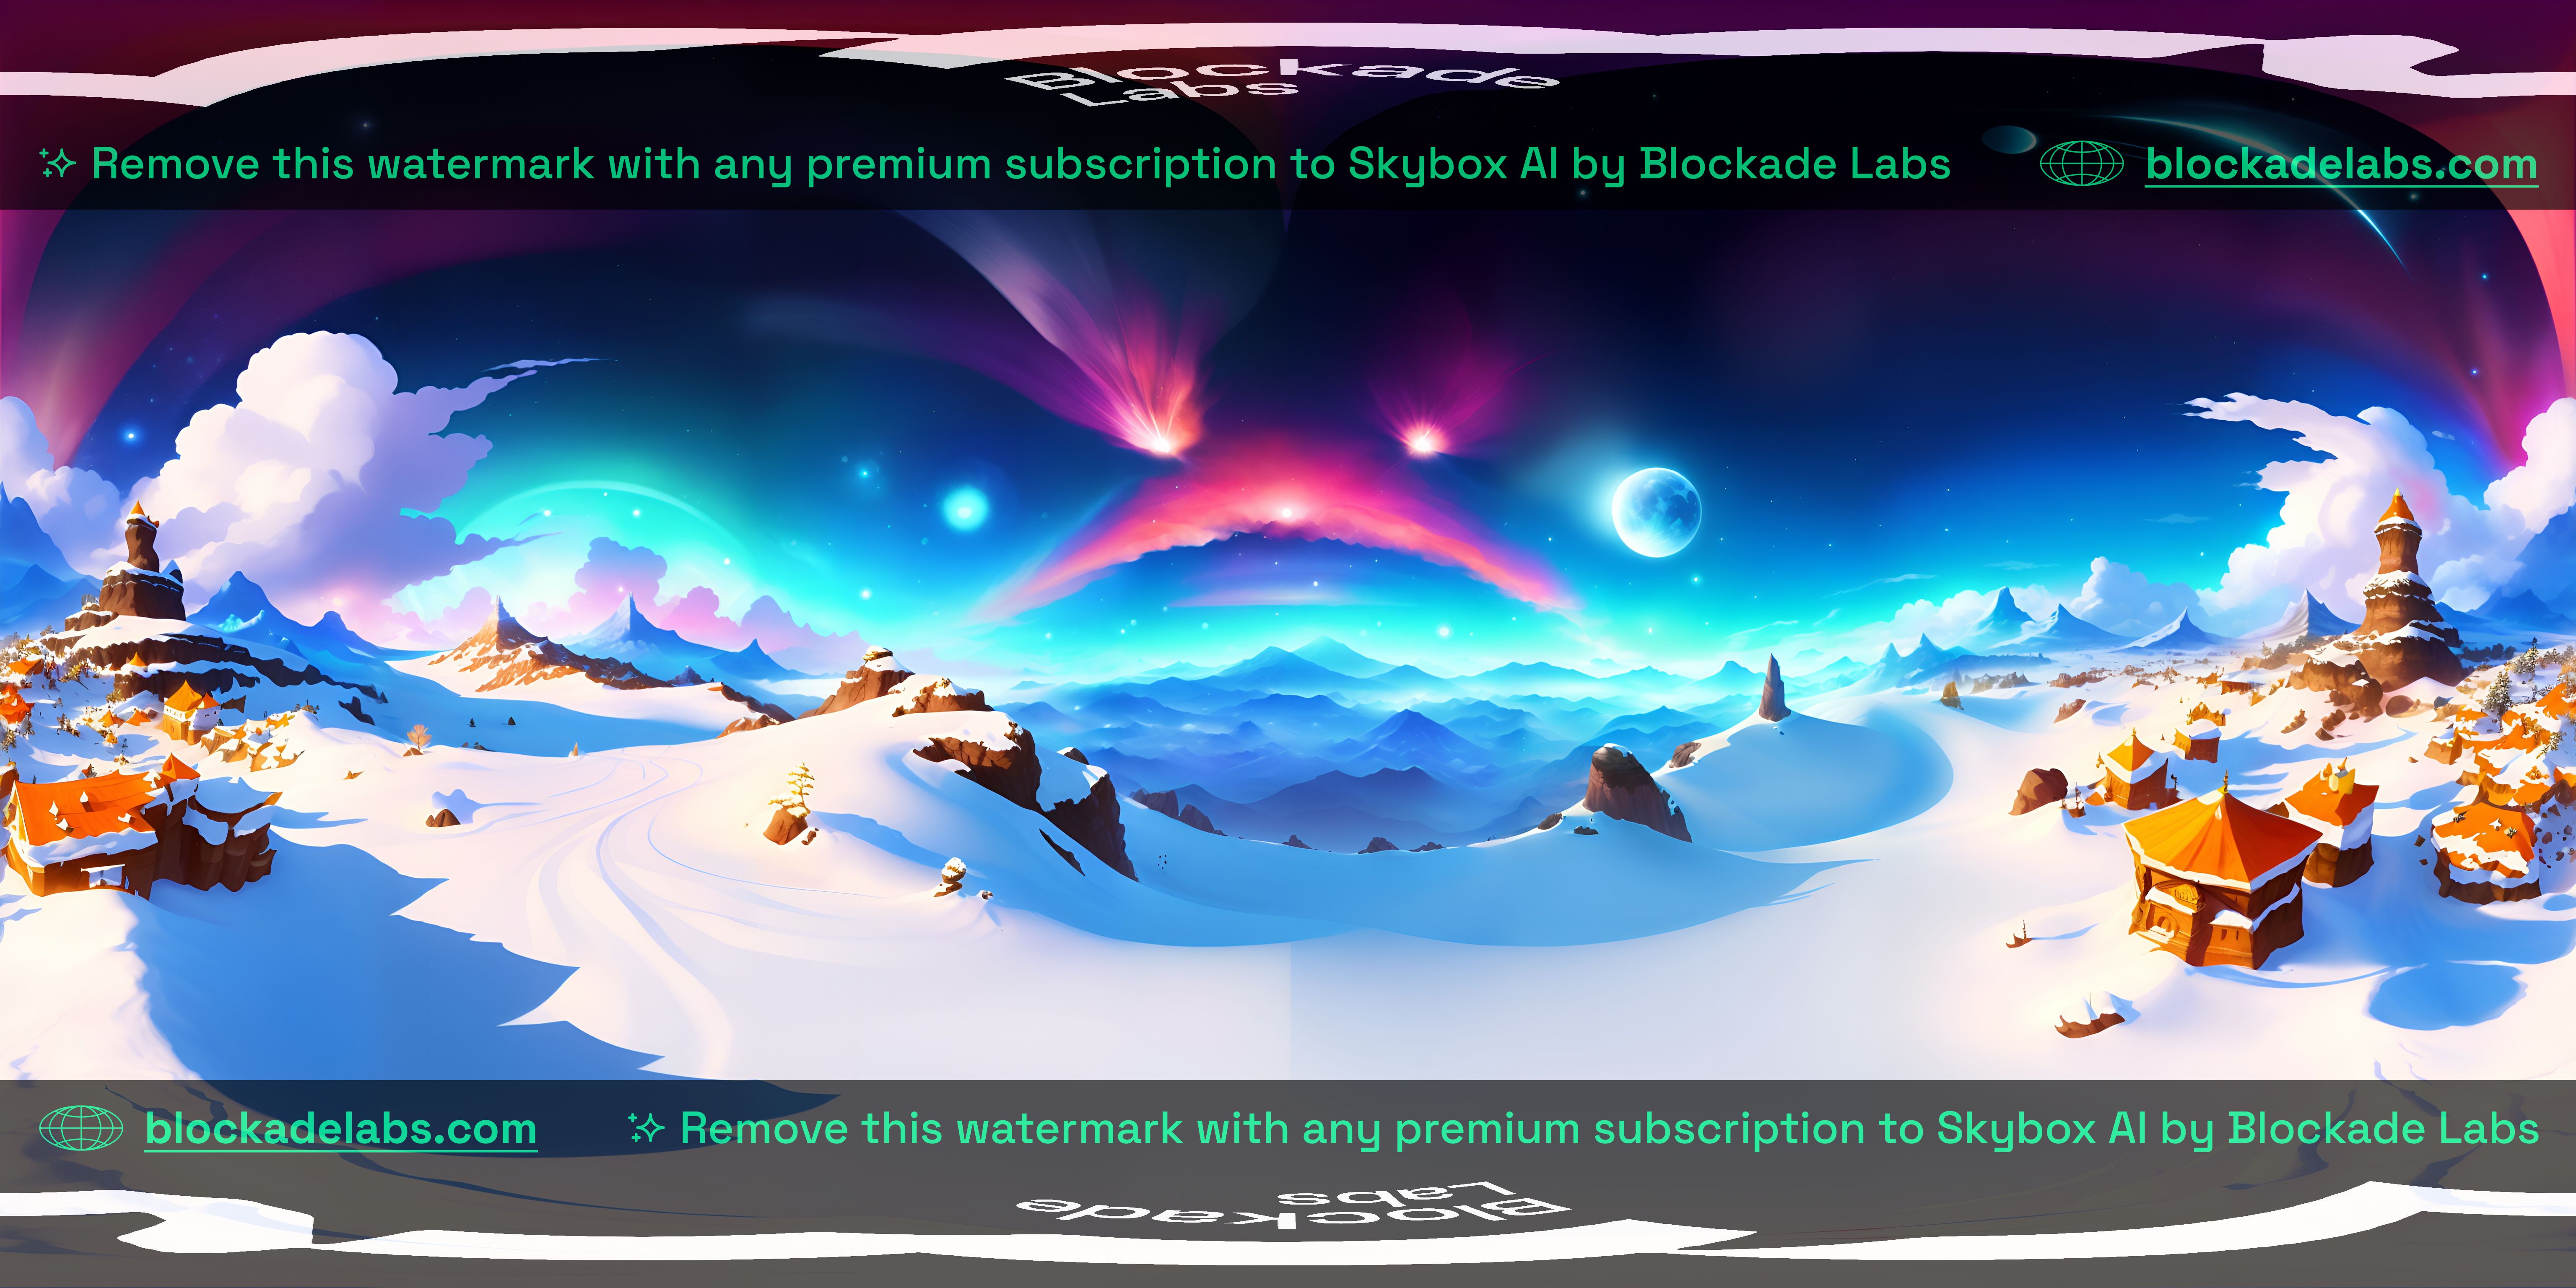 Blockade
Labs
Remove this watermark with any premium subscription to Skybox AI by Blockade Labs
blockadelabs.com
blockadelabs.com
Remove this watermark with any premium subscription to Skybox AI by Blockade Labs
Blockade
Labs